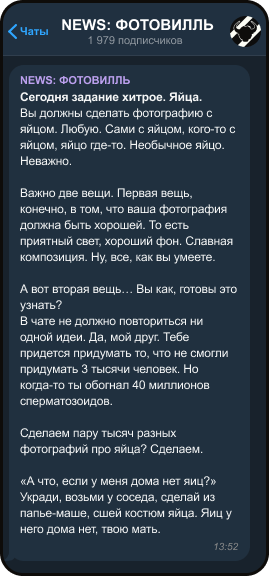 Чаты
NEWS: ФОТОВИЛЛЬ
1 979 подписчиков
NEWS: ФОТОВИЛЛЬ
Сегодня задание хитрое. Яйца.
Вы должны сделать фотографию с
яйцом. Любую. Сами с яйцом, кого-то с
яйцом, яйцо где-то. Необычное яйцо.
Неважно.
Важно две вещи. Первая вещь,
конечно, в том, что ваша фотография
должна быть хорошей. То есть
приятный свет, хороший фон. Славная
композиция. Ну, все, как вы умеете.
А вот вторая вещь... Вы как, готовы это
узнать?
В чате не должно повториться ни
одной идеи. Да, мой друг. Тебе
придется придумать то, что не смогли
придумать 3 тысячи человек. Но
когда-то ты обогнал 40 миллионов
сперматозоидов.
Сделаем пару тысяч разных
фотографий про яйца? Сделаем.
«А что, если у меня дома нет яиц?»
Укради, возьми у соседа, сделай из
папье-маше, сшей костюм яйца. Яиц у
него дома нет, твою мать.
13:52